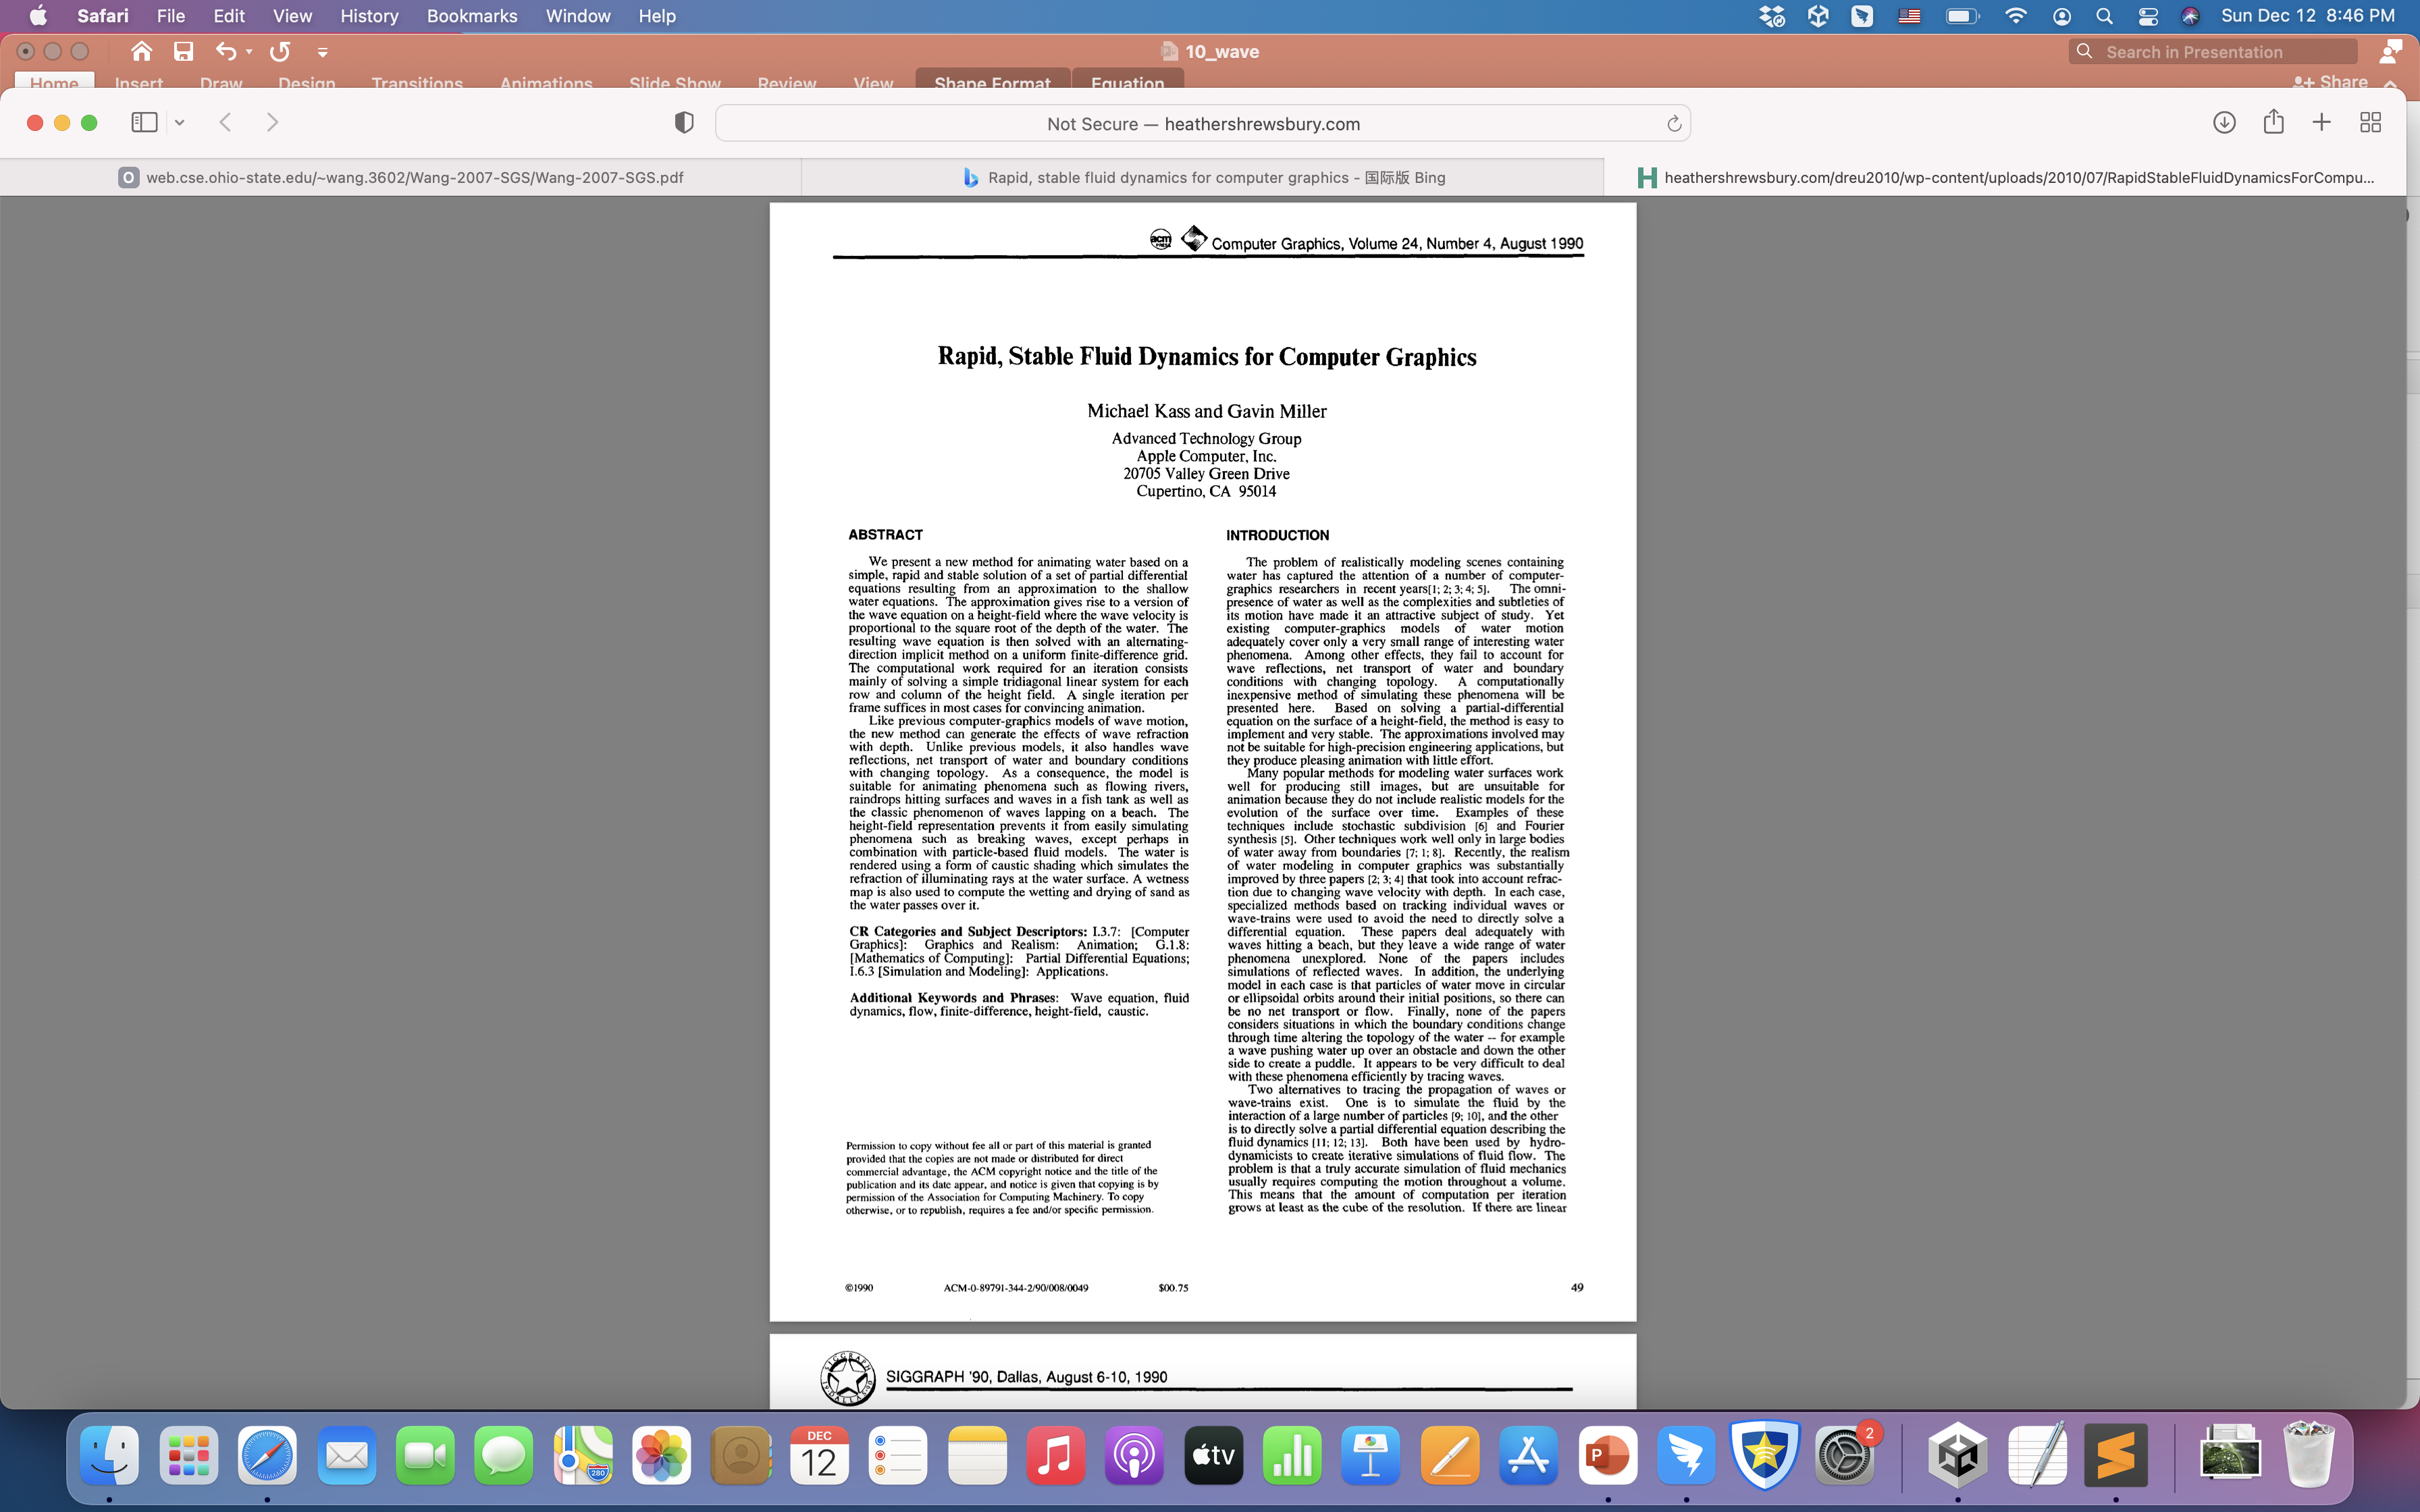 Safari File Edit View History Bookmarks Window Help Sun Dec 12 8:46 PM
10_wave Search in Presentation
Home Insert Draw Design Transitions Animations Slide Show Review View Shape Format Equation Share
Not Secure — heathershrewsbury.com
O web.cse.ohio-state.edu/~wang.3602/Wang-2007-SGS/Wang-2007-SGS.pdf
Rapid, stable fluid dynamics for computer graphics - 国际版 Bing
H heathershrewsbury.com/dreu2010/wp-content/uploads/2010/07/RapidStableFluidDynamicsForCompu...
acm Computer Graphics, Volume 24, Number 4, August 1990
Rapid, Stable Fluid Dynamics for Computer Graphics
Michael Kass and Gavin Miller
Advanced Technology Group
Apple Computer, Inc.
20705 Valley Green Drive
Cupertino, CA 95014
ABSTRACT
We present a new method for animating water based on a
simple, rapid and stable solution of a set of partial differential
equations resulting from an approximation to the shallow
water equations. The approximation gives rise to a version of
the wave equation on a height-field where the wave velocity is
proportional to the square root of the depth of the water. The
resulting wave equation is then solved with an alternating-
direction implicit method on a uniform finite-difference grid.
The computational work required for an iteration consists
mainly of solving a simple tridiagonal linear system for each
row and column of the height field. A single iteration per
frame suffices in most cases for convincing animation.
Like previous computer-graphics models of wave motion,
the new method can generate the effects of wave refraction
with depth. Unlike previous models, it also handles wave
reflections, net transport of water and boundary conditions
with changing topology. As a consequence, the model is
suitable for animating phenomena such as flowing rivers,
raindrops hitting surfaces and waves in a fish tank as well as
the classic phenomenon of waves lapping on a beach. The
height-field representation prevents it from easily simulating
phenomena such as breaking waves, except perhaps in
combination with particle-based fluid models. The water is
rendered using a form of caustic shading which simulates the
refraction of illuminating rays at the water surface. A wetness
map is also used to compute the wetting and drying of sand as
the water passes over it.
CR Categories and Subject Descriptors: I.3.7: [Computer
Graphics]: Graphics and Realism: Animation; G.1.8:
[Mathematics of Computing]: Partial Differential Equations;
I.6.3 [Simulation and Modeling]: Applications.
Additional Keywords and Phrases: Wave equation, fluid
dynamics, flow, finite-difference, height-field, caustic.
Permission to copy without fee all or part of this material is granted
provided that the copies are not made or distributed for direct
commercial advantage, the ACM copyright notice and the title of the
publication and its date appear, and notice is given that copying is by
permission of the Association for Computing Machinery. To copy
otherwise, or to republish, requires a fee and/or specific permission.
INTRODUCTION
The problem of realistically modeling scenes containing
water has captured the attention of a number of computer-
graphics researchers in recent years[1; 2; 3; 4; 5]. The omni-
presence of water as well as the complexities and subtleties of
its motion have made it an attractive subject of study. Yet
existing computer-graphics models of water motion
adequately cover only a very small range of interesting water
phenomena. Among other effects, they fail to account for
wave reflections, net transport of water and boundary
conditions with changing topology. A computationally
inexpensive method of simulating these phenomena will be
presented here. Based on solving a partial-differential
equation on the surface of a height-field, the method is easy to
implement and very stable. The approximations involved may
not be suitable for high-precision engineering applications, but
they produce pleasing animation with little effort.
Many popular methods for modeling water surfaces work
well for producing still images, but are unsuitable for
animation because they do not include realistic models for the
evolution of the surface over time. Examples of these
techniques include stochastic subdivision [6] and Fourier
synthesis [5]. Other techniques work well only in large bodies
of water away from boundaries [7; 1; 8]. Recently, the realism
of water modeling in computer graphics was substantially
improved by three papers [2; 3; 4] that took into account refrac-
tion due to changing wave velocity with depth. In each case,
specialized methods based on tracking individual waves or
wave-trains were used to avoid the need to directly solve a
differential equation. These papers deal adequately with
waves hitting a beach, but they leave a wide range of water
phenomena unexplored. None of the papers includes
simulations of reflected waves. In addition, the underlying
model in each case is that particles of water move in circular
or ellipsoidal orbits around their initial positions, so there can
be no net transport or flow. Finally, none of the papers
considers situations in which the boundary conditions change
through time altering the topology of the water -- for example
a wave pushing water up over an obstacle and down the other
side to create a puddle. It appears to be very difficult to deal
with these phenomena efficiently by tracing waves.
Two alternatives to tracing the propagation of waves or
wave-trains exist. One is to simulate the fluid by the
interaction of a large number of particles [9; 10], and the other
is to directly solve a partial differential equation describing the
fluid dynamics [11; 12; 13]. Both have been used by hydro-
dynamicists to create iterative simulations of fluid flow. The
problem is that a truly accurate simulation of fluid mechanics
usually requires computing the motion throughout a volume.
This means that the amount of computation per iteration
grows at least as the cube of the resolution. If there are linear
©1990 ACM-0-89791-344-2/90/008/0049 $00.75 49
SIGGRAPH '90, Dallas, August 6-10, 1990
280
DEC
12
tv
P
2